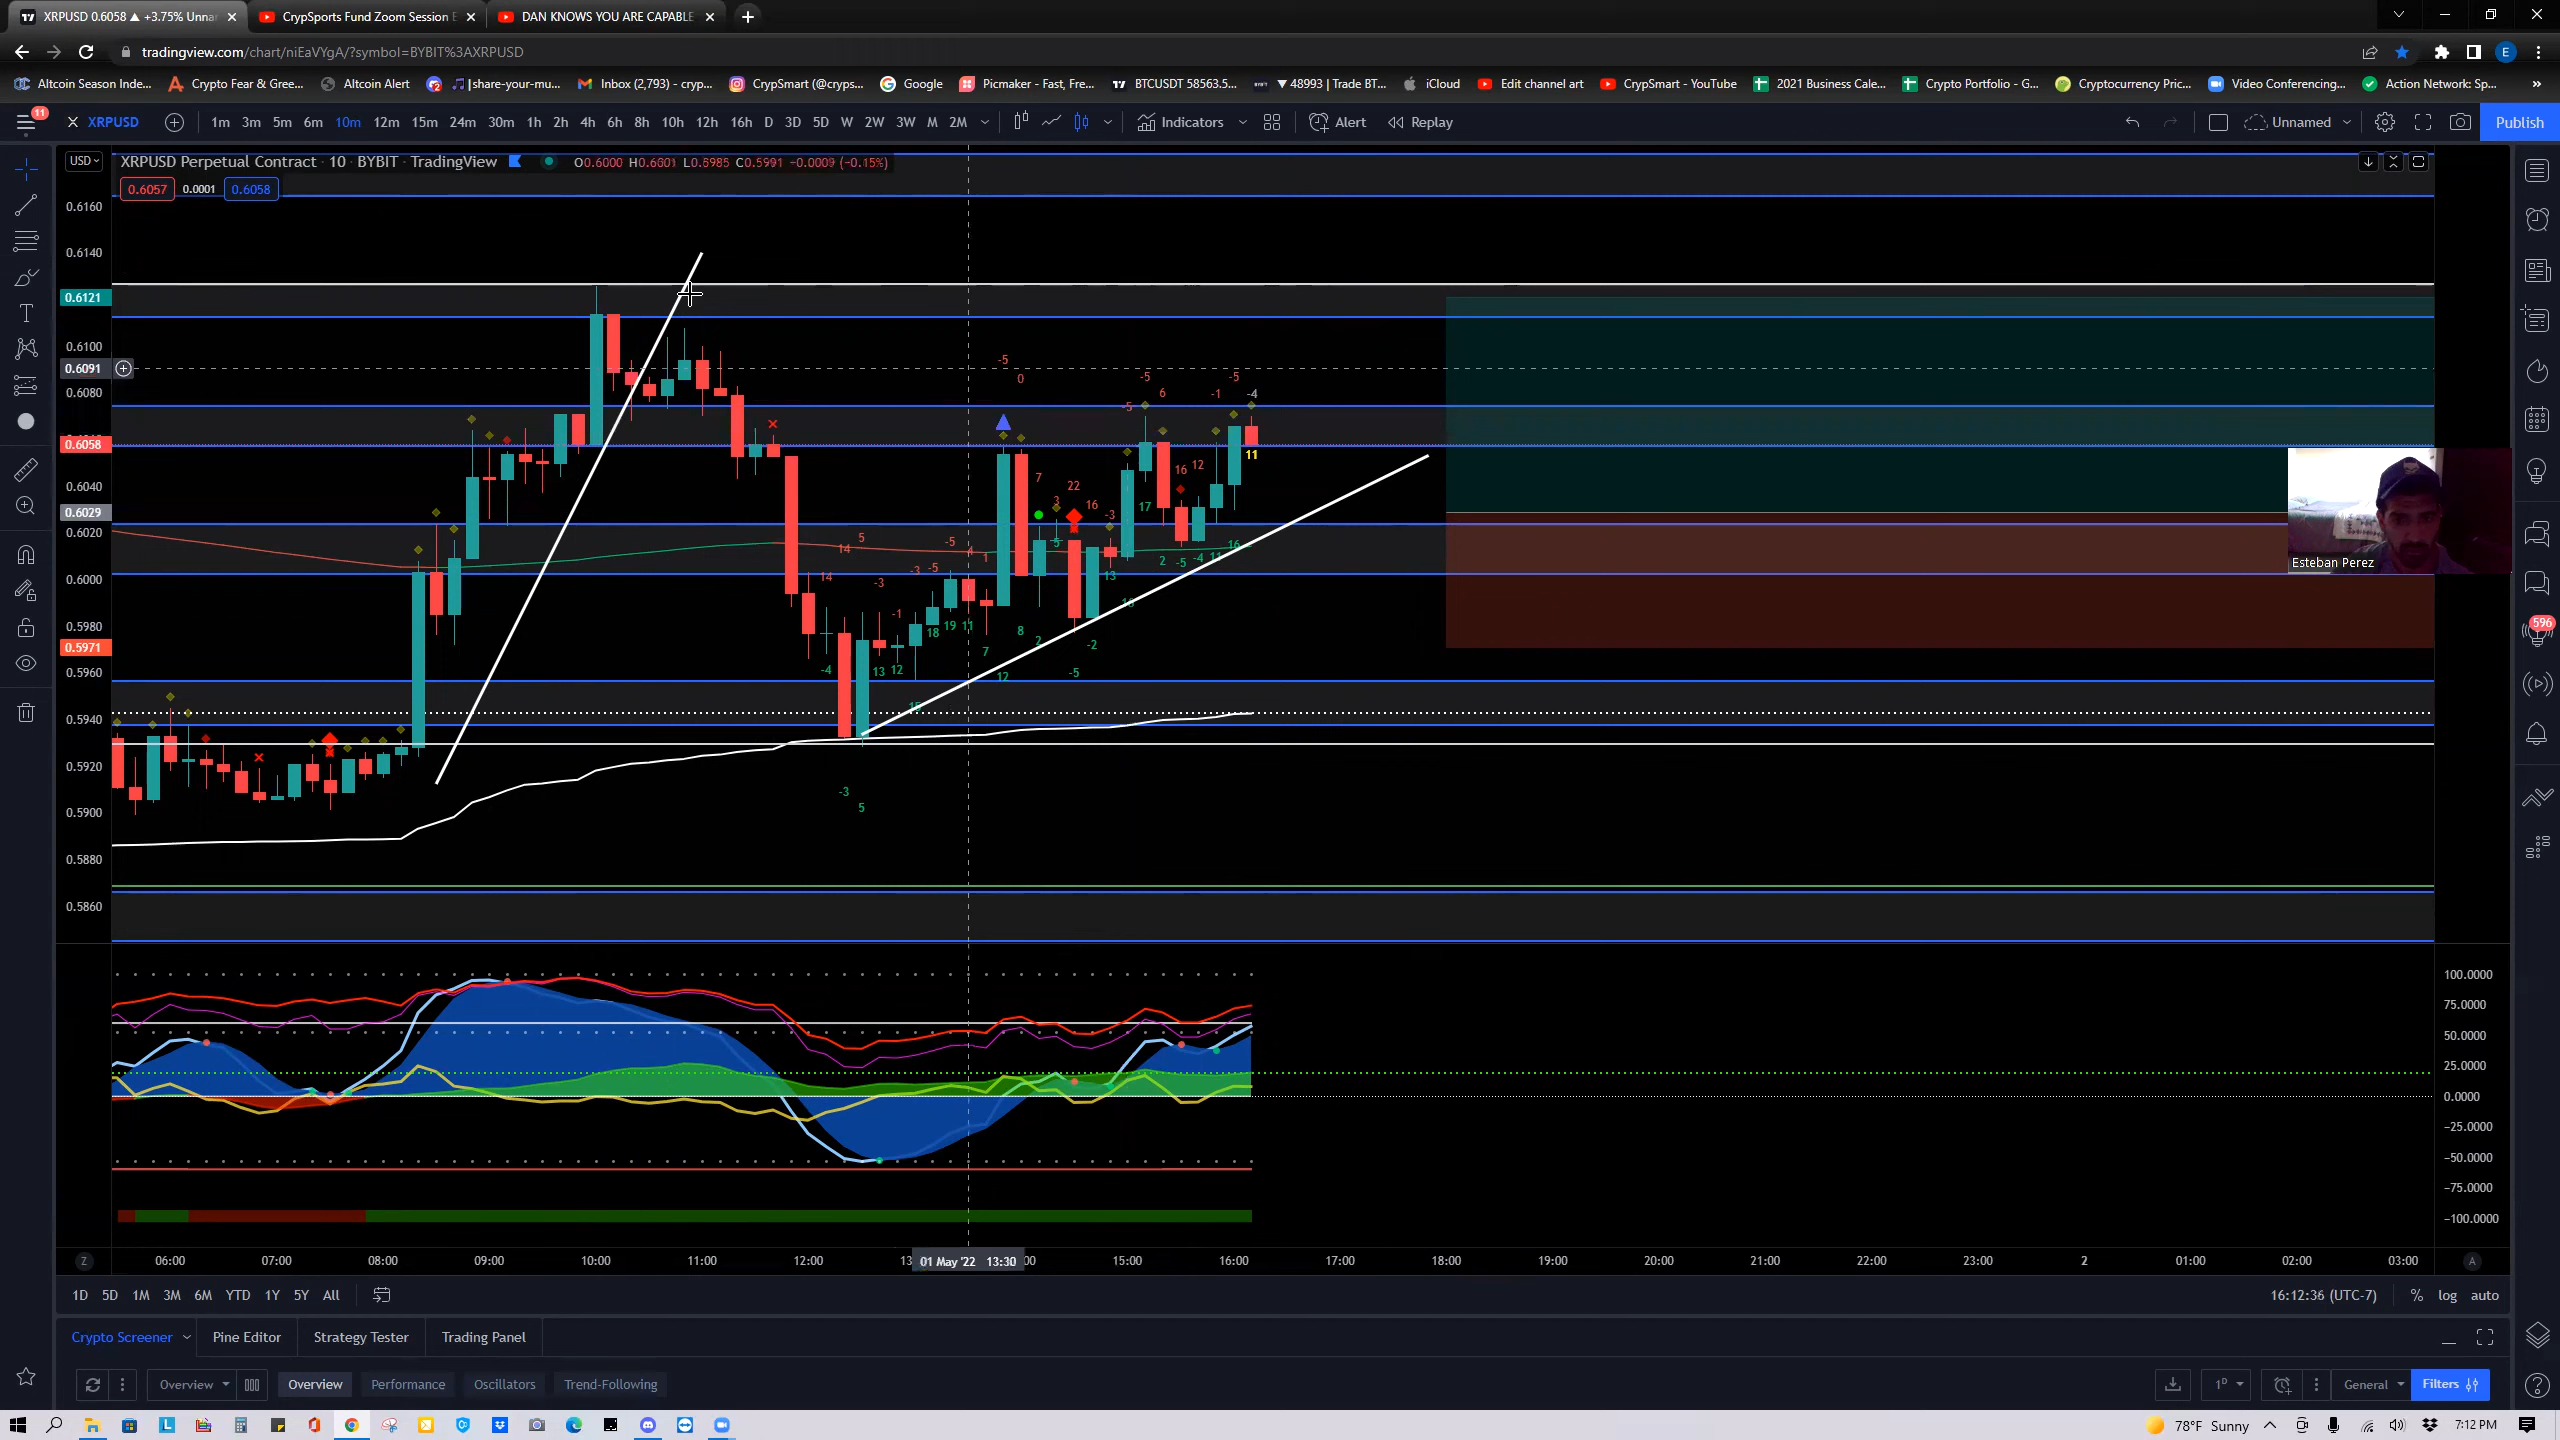 XRPUSD 0.6058 ▲ +3.75% Unnar
CrypSports Fund Zoom Session E
DAN KNOWS YOU ARE CAPABLE
tradingview.com/chart/niEaVYgA/?symbol=BYBIT%3AXRPUSD
Altcoin Season Inde...
Crypto Fear & Gree...
Altcoin Alert
|share-your-mu...
Inbox (2,793) - cryp...
CrypSmart (@cryps...
Google
Picmaker - Fast, Fre...
BTCUSDT 58563.5...
▼ 48993 | Trade BT...
iCloud
Edit channel art
CrypSmart - YouTube
2021 Business Cale...
Crypto Portfolio - G...
Cryptocurrency Pric...
Video Conferencing...
Action Network: Sp...
11
XRPUSD
1m 3m 5m 6m 10m 12m 15m 24m 30m 1h 2h 4h 6h 8h 10h 12h 16h D 3D 5D W 2W 3W M 2M
Indicators
Alert
Replay
Unnamed
Publish
USD
XRPUSD Perpetual Contract · 10 · BYBIT · TradingView
O0.6000 H0.6001 L0.5985 C0.5991 −0.0009 (−0.15%)
0.6057 0.0001 0.6058
0.6160
0.6140
0.6121
0.6100
0.6091
0.6080
0.6058
0.6040
0.6029
0.6020
0.6000
0.5980
0.5971
0.5960
0.5940
0.5920
0.5900
0.5880
0.5860
Esteban Perez
596
100.0000
75.0000
50.0000
25.0000
0.0000
−25.0000
−50.0000
−75.0000
−100.0000
Z 06:00 07:00 08:00 09:00 10:00 11:00 12:00 01 May '22 13:30 15:00 16:00 17:00 18:00 19:00 20:00 21:00 22:00 23:00 2 01:00 02:00 03:00 A
1D 5D 1M 3M 6M YTD 1Y 5Y All
16:12:36 (UTC-7) % log auto
Crypto Screener Pine Editor Strategy Tester Trading Panel
Overview Overview Performance Oscillators Trend-Following
1D General Filters
78°F Sunny 7:12 PM